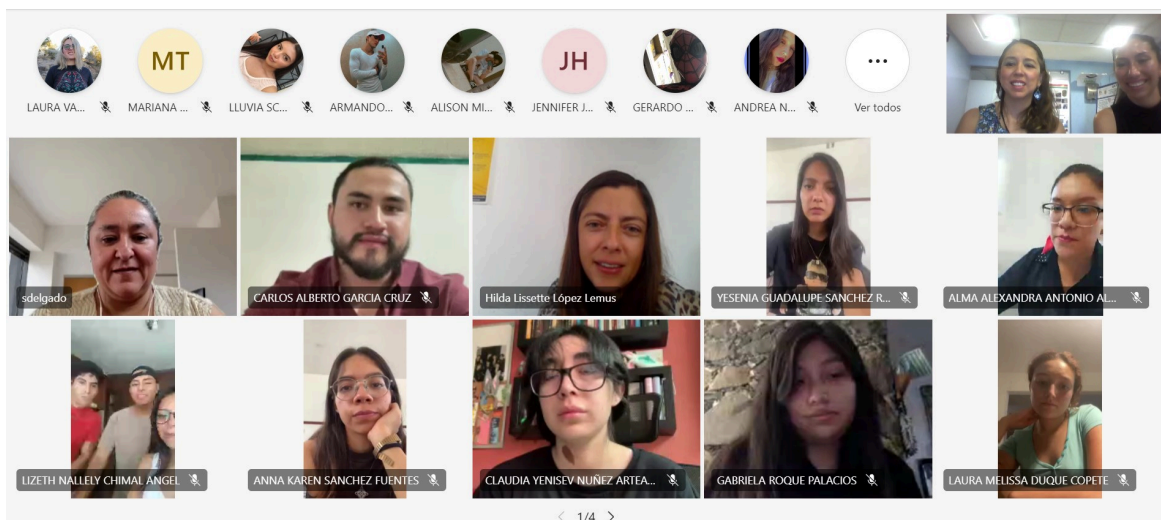 MT
JH
...
LAURA VA...
MARIANA ...
LLUVIA SC...
ARMANDO...
ALISON MI...
JENNIFER J...
GERARDO ...
ANDREA N...
Ver todos
sdelgado
CARLOS ALBERTO GARCIA CRUZ
Hilda Lissette López Lemus
YESENIA GUADALUPE SANCHEZ R...
ALMA ALEXANDRA ANTONIO AL...
LIZETH NALLELY CHIMAL ANGEL
ANNA KAREN SANCHEZ FUENTES
CLAUDIA YENISEV NUÑEZ ARTEA...
GABRIELA ROQUE PALACIOS
LAURA MELISSA DUQUE COPETE
< 1/4 >